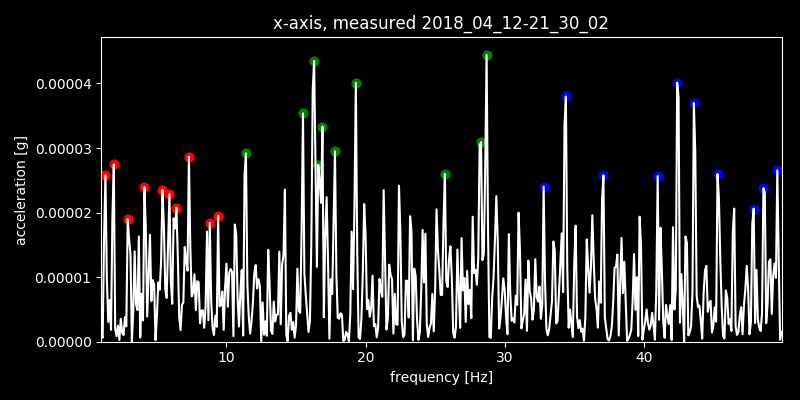 x-axis, measured 2018_04_12-21_30_02
acceleration [g]
0.00004
0.00003
0.00002
0.00001
0.00000
10 20 30 40
frequency [Hz]